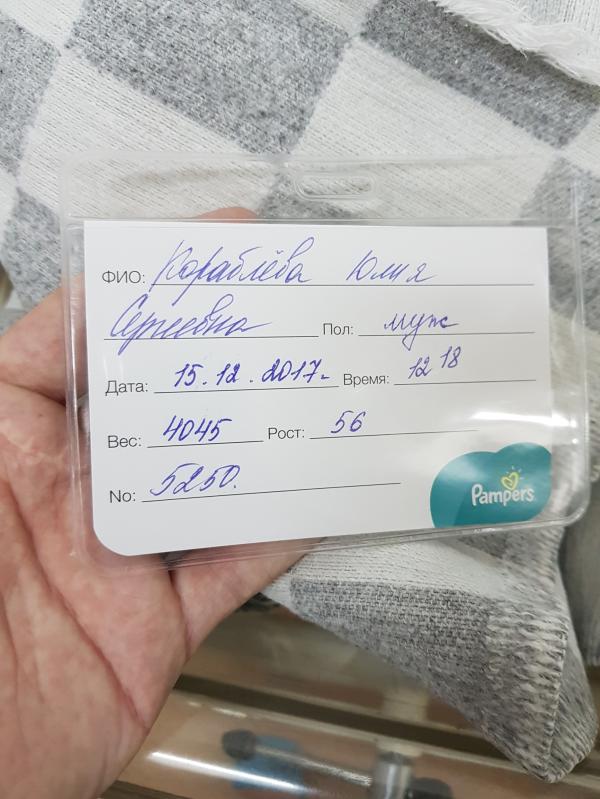 ФИО: Кораблёва Юлия
Сергеевна Пол: муж
Дата: 15.12.2017. Время: 12 18
Вес: 4045 Рост: 56
No: 5250.
Pampers